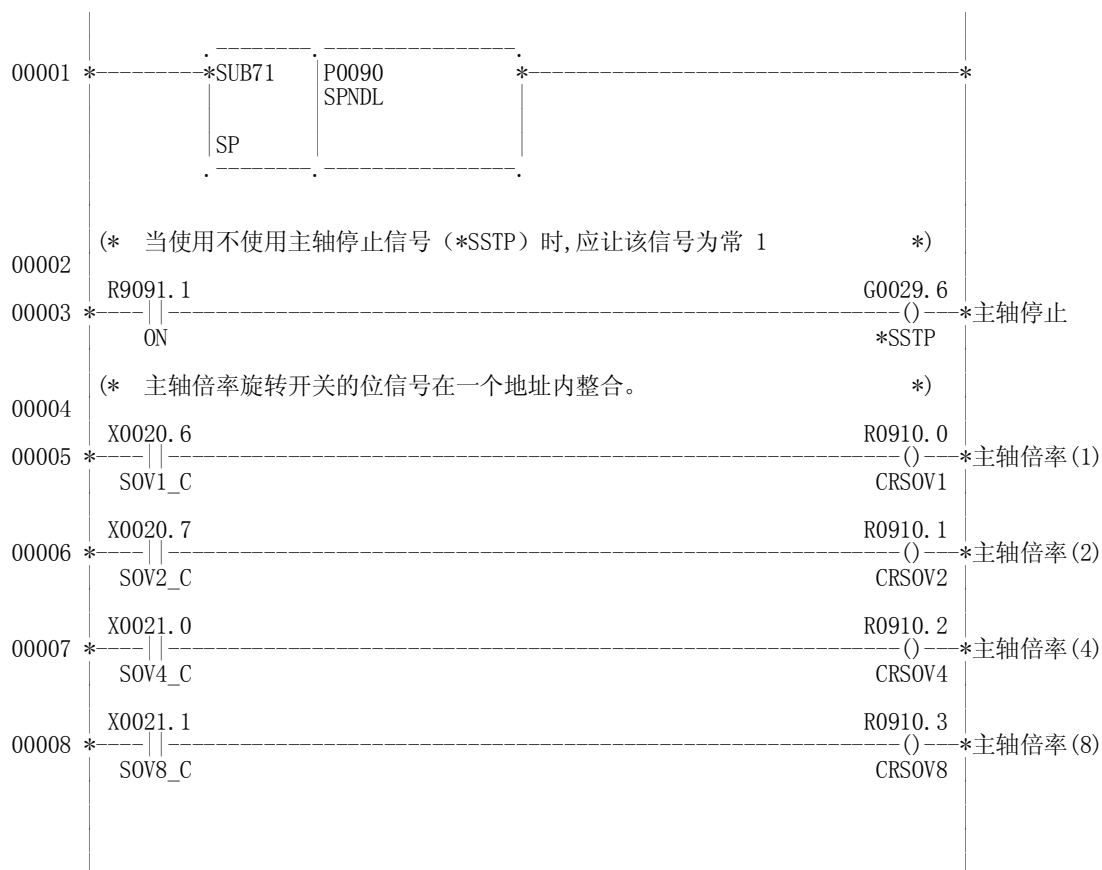 00001 *SUB71 P0090
SPNDL
SP
(* 当使用不使用主轴停止信号（*SSTP）时,应让该信号为常 1 *)
00002
R9091.1 G0029.6
00003 *----||----()---*主轴停止
ON *SSTP
(* 主轴倍率旋转开关的位信号在一个地址内整合。 *)
00004
X0020.6 R0910.0
00005 *----||----()---*主轴倍率(1)
SOV1_C CRSOV1
X0020.7 R0910.1
00006 *----||----()---*主轴倍率(2)
SOV2_C CRSOV2
X0021.0 R0910.2
00007 *----||----()---*主轴倍率(4)
SOV4_C CRSOV4
X0021.1 R0910.3
00008 *----||----()---*主轴倍率(8)
SOV8_C CRSOV8